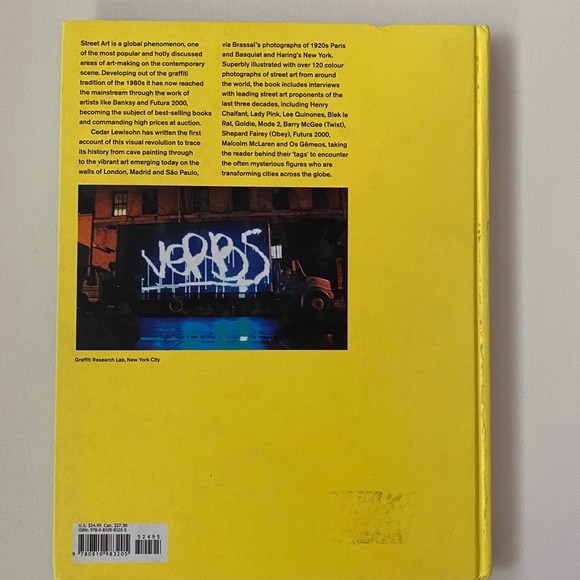 Street Art is a global phenomenon, one
of the most popular and hotly discussed
areas of art-making on the contemporary
scene. Developing out of the graffiti
tradition of the 1980s it has now reached
the mainstream through the work of
artists like Banksy and Futura 2000,
becoming the subject of best-selling books
and commanding high prices at auction.
Cedar Lewisohn has written the first
account of this visual revolution to trace
its history from cave painting through
to the vibrant art emerging today on the
walls of London, Madrid and São Paulo,
via Brassaï's photographs of 1920s Paris
and Basquiat and Haring's New York.
Superbly illustrated with over 120 colour
photographs of street art from around
the world, the book includes interviews
with leading street art proponents of the
last three decades, including Henry
Chalfant, Lady Pink, Lee Quinones, Blek le
Rat, Goldie, Mode 2, Barry McGee (Twist),
Shepard Fairey (Obey), Futura 2000,
Malcolm McLaren and Os Gêmeos, taking
the reader behind their 'tags' to encounter
the often mysterious figures who are
transforming cities across the globe.
VERBS
Graffiti Research Lab, New York City
U.S. $24.95 Can. $27.50
ISBN: 978-0-8109-8320-5
52495
9 780810 983205